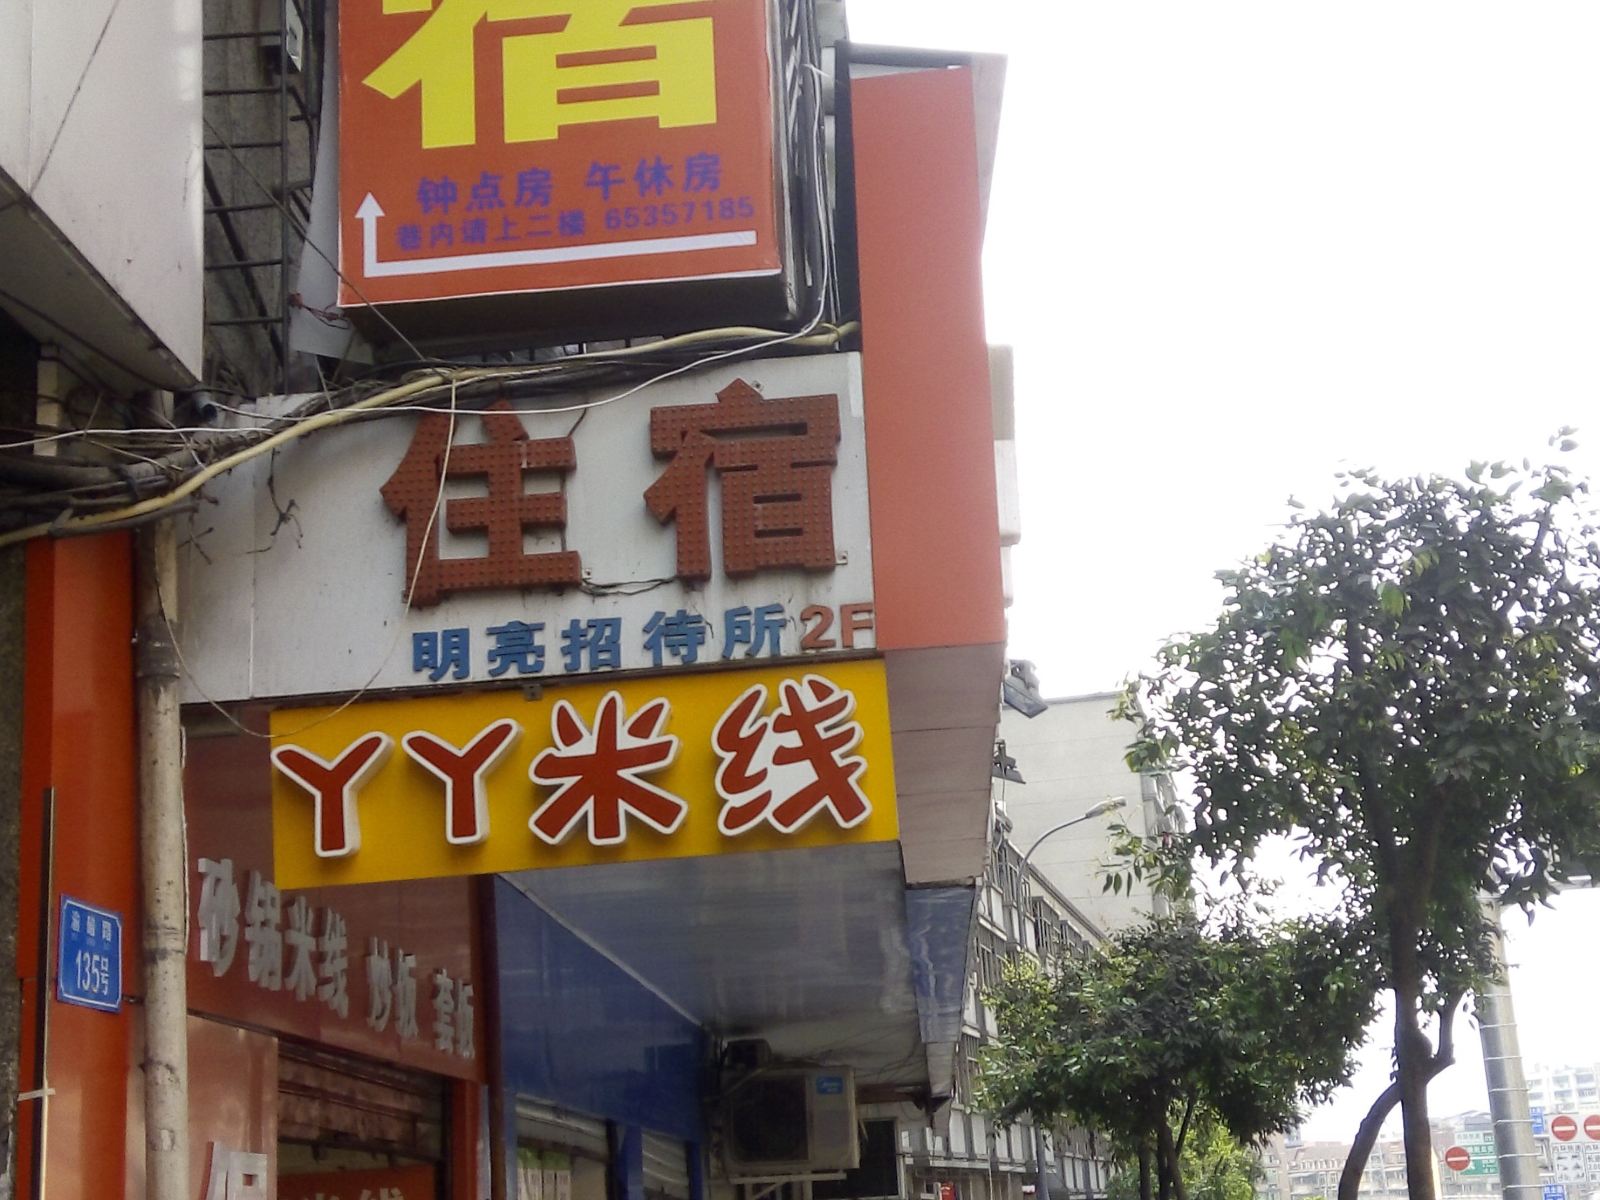 宿
钟点房 午休房
巷内请上二楼 65357185
住宿
明亮招待所2F
YY米线
砂锅米线 炒饭 套饭
135号